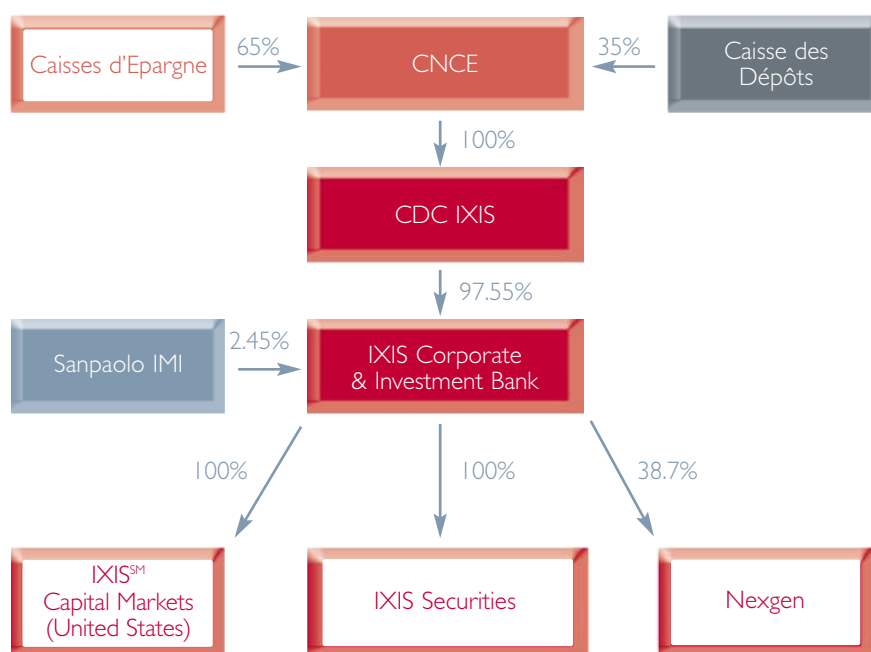 Caisses d'Epargne
65%
CNCE
35%
Caisse des
Dépôts
100%
CDC IXIS
97.55%
Sanpaolo IMI
2.45%
IXIS Corporate
& Investment Bank
100%
100%
38.7%
IXIS℠
Capital Markets
(United States)
IXIS Securities
Nexgen